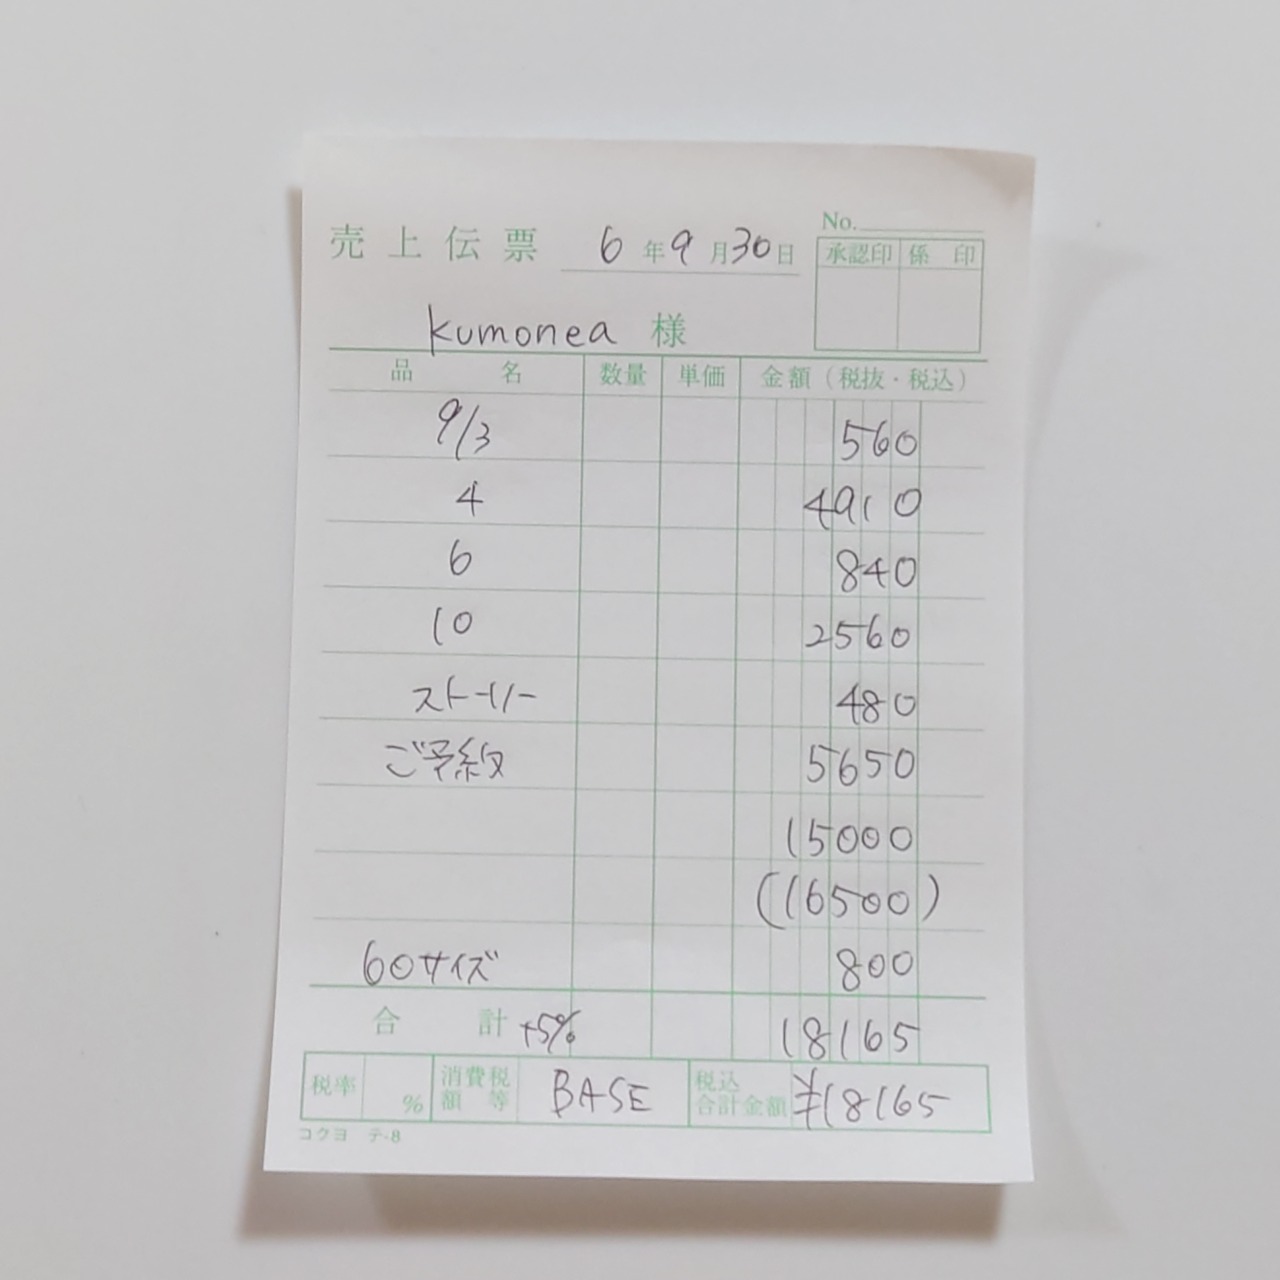 No.
売上伝票 6年9月30日
承認印 係印
kumonea 様
品名 数量 単価 金額(税抜・税込)
9/3 560
4 4910
6 840
10 2560
ストーリー 480
ご予約 5650
15000
(16500)
60サイズ 800
合計 +5% 18165
税率 % 消費税額等 BASE 税込合計金額 ¥18165
コクヨ テ-8